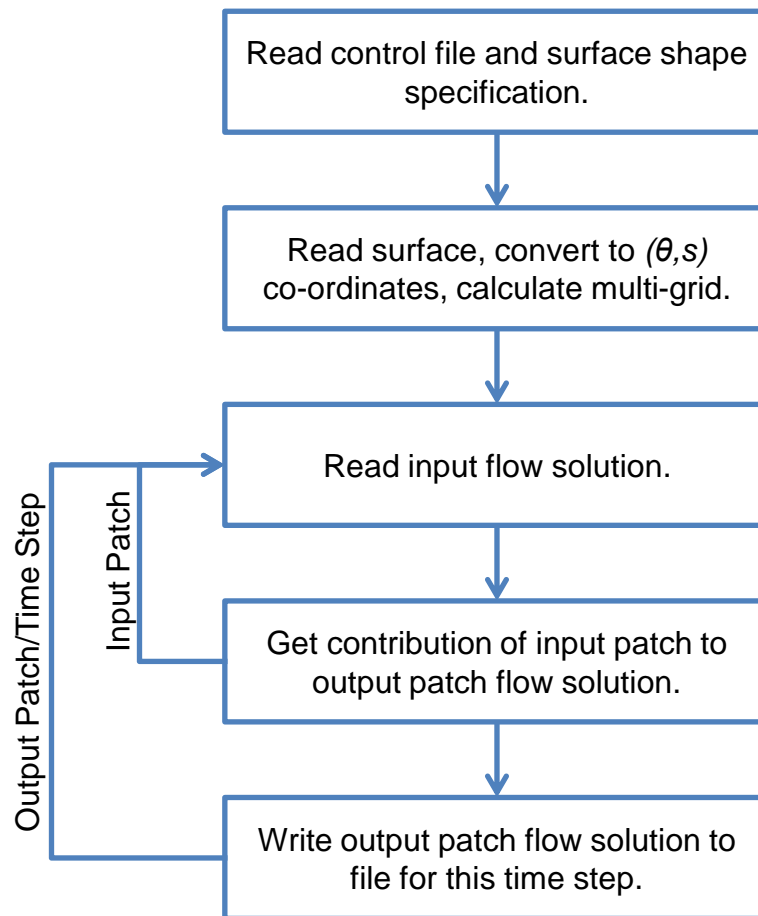 Read control file and surface shape
specification.
Read surface, convert to (θ,s)
co-ordinates, calculate multi-grid.
Read input flow solution.
Output Patch/Time Step
Input Patch
Get contribution of input patch to
output patch flow solution.
Write output patch flow solution to
file for this time step.